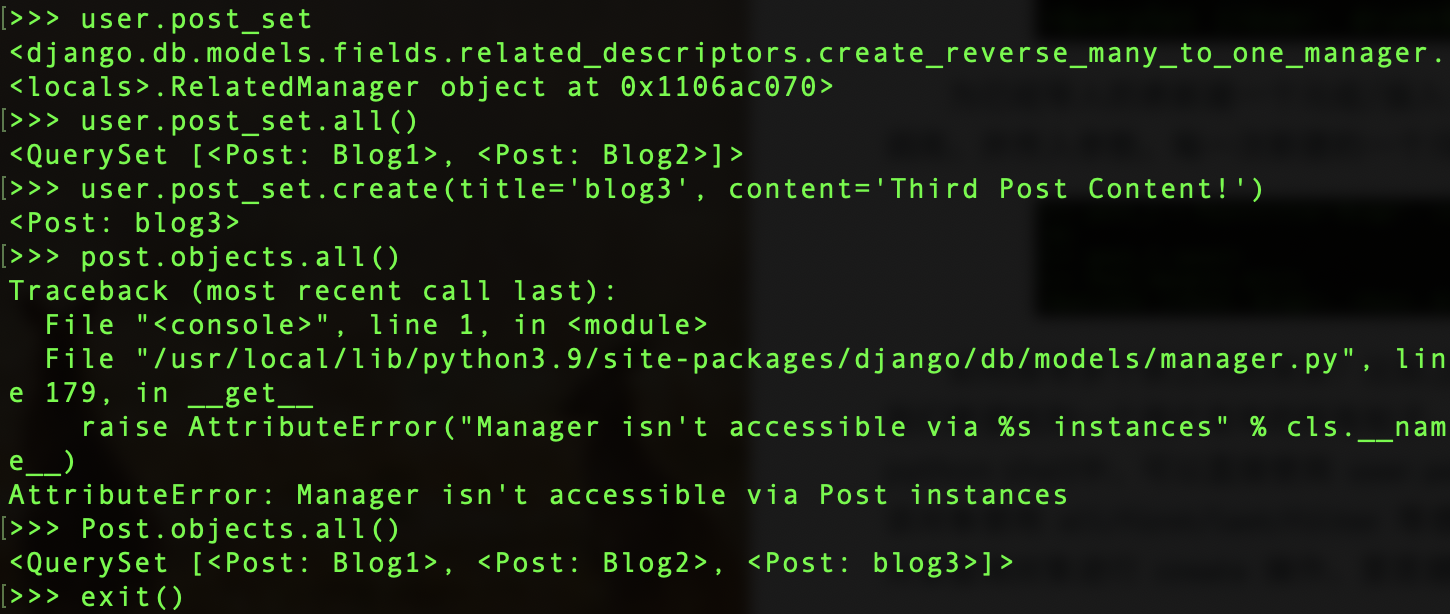 [>>> user.post_set
<django.db.models.fields.related_descriptors.create_reverse_many_to_one_manager.
<locals>.RelatedManager object at 0x1106ac070>
[>>> user.post_set.all()
<QuerySet [<Post: Blog1>, <Post: Blog2>]>
[>>> user.post_set.create(title='blog3', content='Third Post Content!')
<Post: blog3>
[>>> post.objects.all()
Traceback (most recent call last):
  File "<console>", line 1, in <module>
  File "/usr/local/lib/python3.9/site-packages/django/db/models/manager.py", lin
e 179, in __get__
    raise AttributeError("Manager isn't accessible via %s instances" % cls.__nam
e__)
AttributeError: Manager isn't accessible via Post instances
[>>> Post.objects.all()
<QuerySet [<Post: Blog1>, <Post: Blog2>, <Post: blog3>]>
[>>> exit()